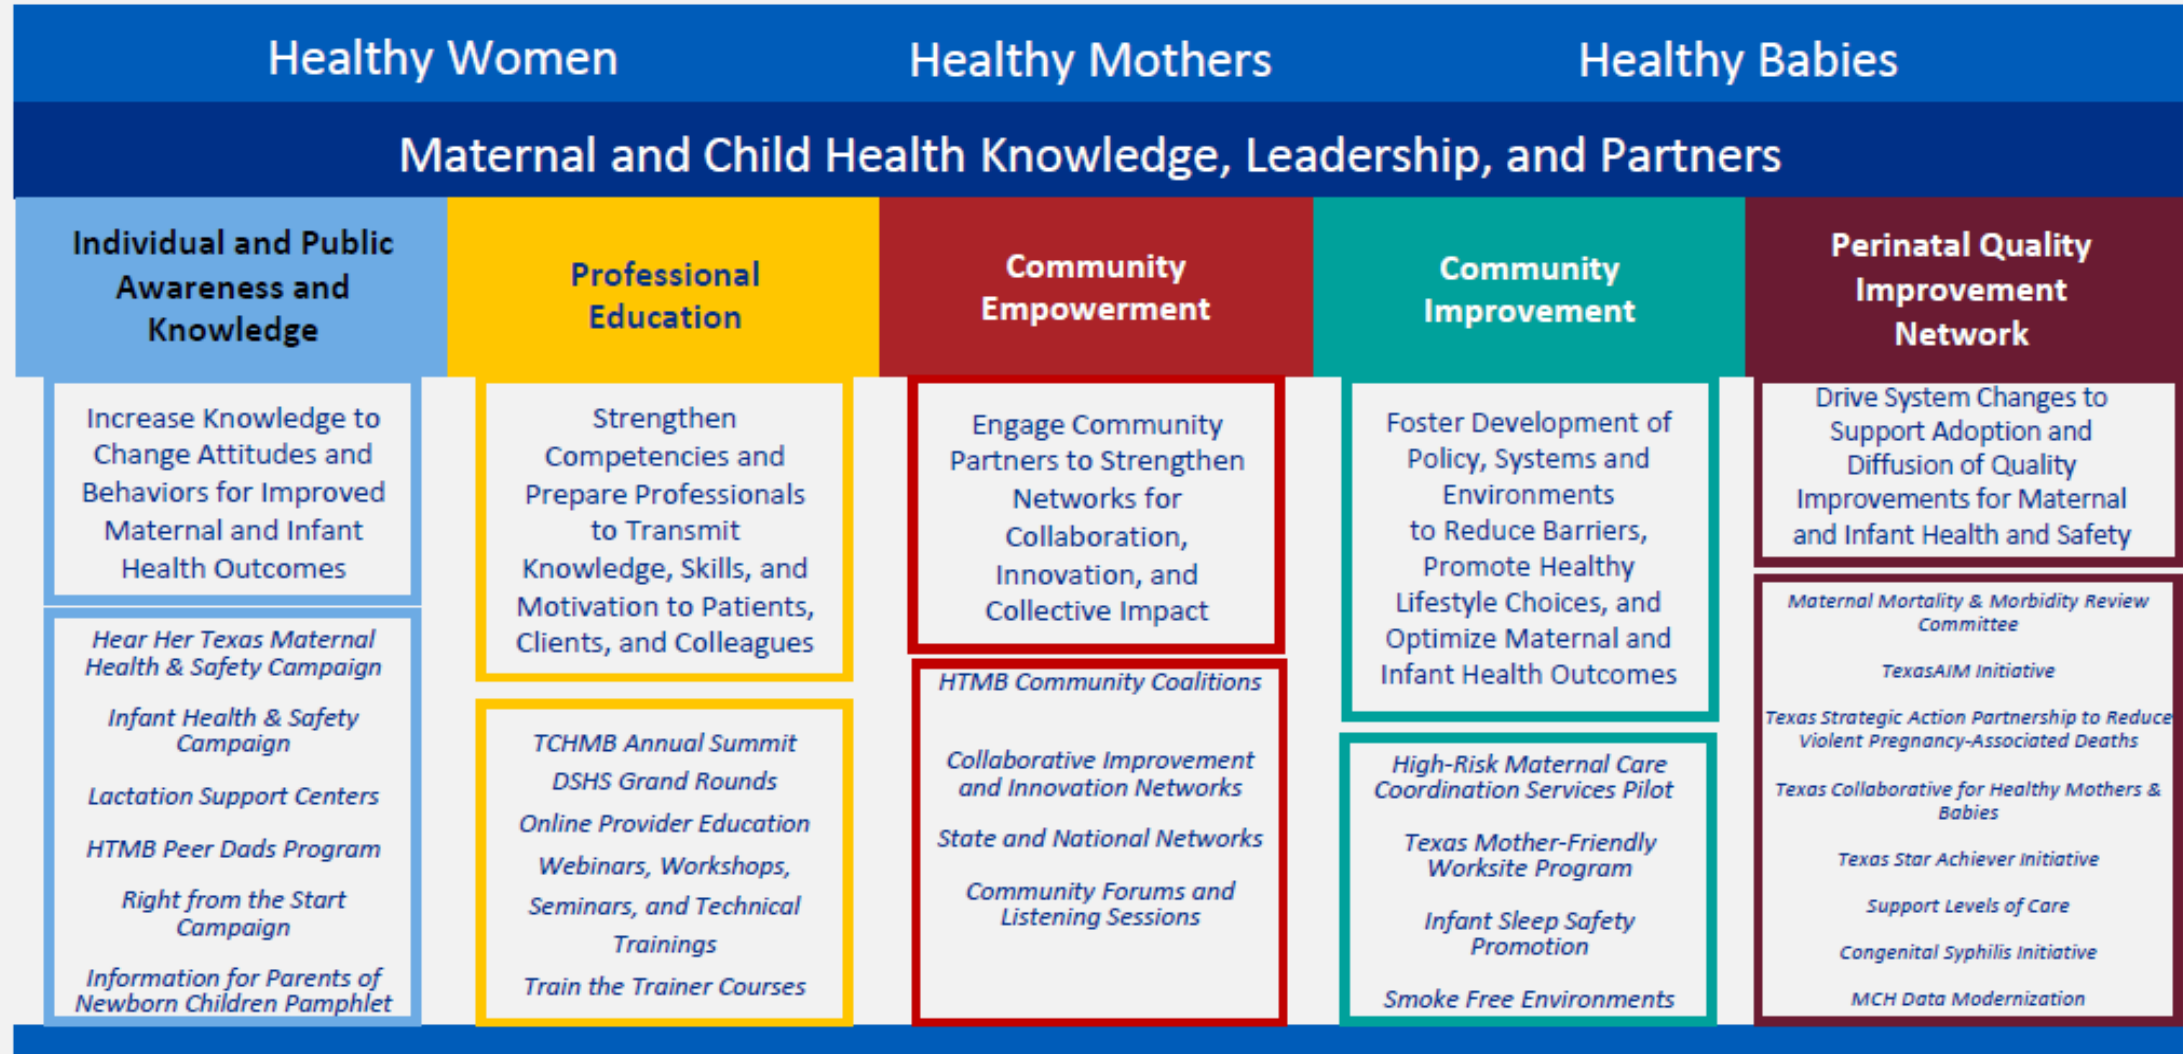 Healthy Women
Healthy Mothers
Healthy Babies
Maternal and Child Health Knowledge, Leadership, and Partners
Individual and Public
Awareness and
Knowledge
Increase Knowledge to
Change Attitudes and
Behaviors for Improved
Maternal and Infant
Health Outcomes
Hear Her Texas Maternal
Health & Safety Campaign
Infant Health & Safety
Campaign
Lactation Support Centers
HTMB Peer Dads Program
Right from the Start
Campaign
Information for Parents of
Newborn Children Pamphlet
Professional
Education
Strengthen
Competencies and
Prepare Professionals
to Transmit
Knowledge, Skills, and
Motivation to Patients,
Clients, and Colleagues
TCHMB Annual Summit
DSHS Grand Rounds
Online Provider Education
Webinars, Workshops,
Seminars, and Technical
Trainings
Train the Trainer Courses
Community
Empowerment
Engage Community
Partners to Strengthen
Networks for
Collaboration,
Innovation, and
Collective Impact
HTMB Community Coalitions
Collaborative Improvement
and Innovation Networks
State and National Networks
Community Forums and
Listening Sessions
Community
Improvement
Foster Development of
Policy, Systems and
Environments
to Reduce Barriers,
Promote Healthy
Lifestyle Choices, and
Optimize Maternal and
Infant Health Outcomes
High-Risk Maternal Care
Coordination Services Pilot
Texas Mother-Friendly
Worksite Program
Infant Sleep Safety
Promotion
Smoke Free Environments
Perinatal Quality
Improvement
Network
Drive System Changes to
Support Adoption and
Diffusion of Quality
Improvements for Maternal
and Infant Health and Safety
Maternal Mortality & Morbidity Review
Committee
TexasAIM Initiative
Texas Strategic Action Partnership to Reduce
Violent Pregnancy-Associated Deaths
Texas Collaborative for Healthy Mothers &
Babies
Texas Star Achiever Initiative
Support Levels of Care
Congenital Syphilis Initiative
MCH Data Modernization